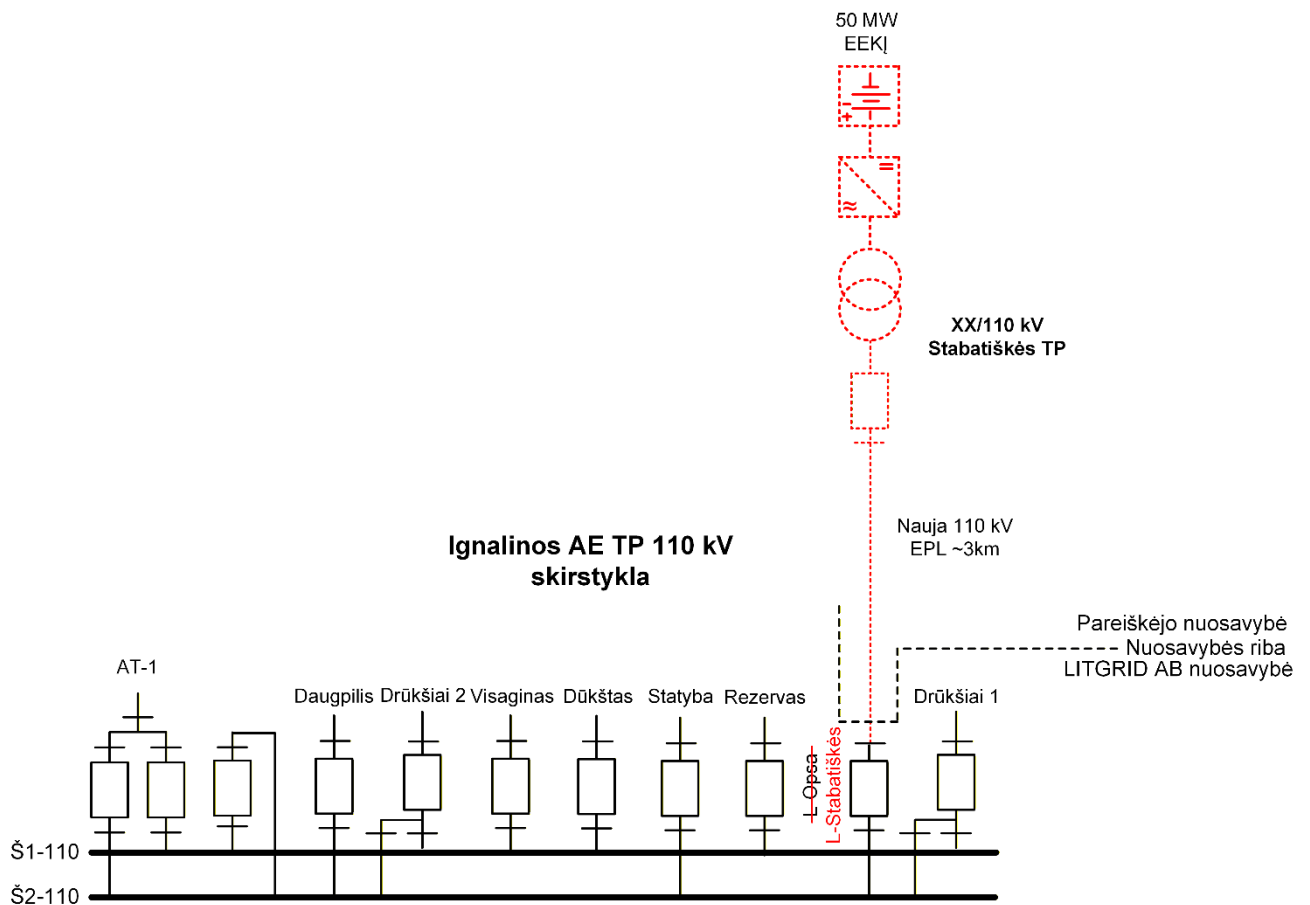 50 MW
EEKĮ
XX/110 kV
Stabatiškės TP
Nauja 110 kV
EPL ~3km
Ignalinos AE TP 110 kV
skirstykla
Pareiškėjo nuosavybė
Nuosavybės riba
LITGRID AB nuosavybė
AT-1
Daugpilis
Drūkšiai 2
Visaginas
Dūkštas
Statyba
Rezervas
L-Opsa
L-Stabatiškės
Drūkšiai 1
Š1-110
Š2-110